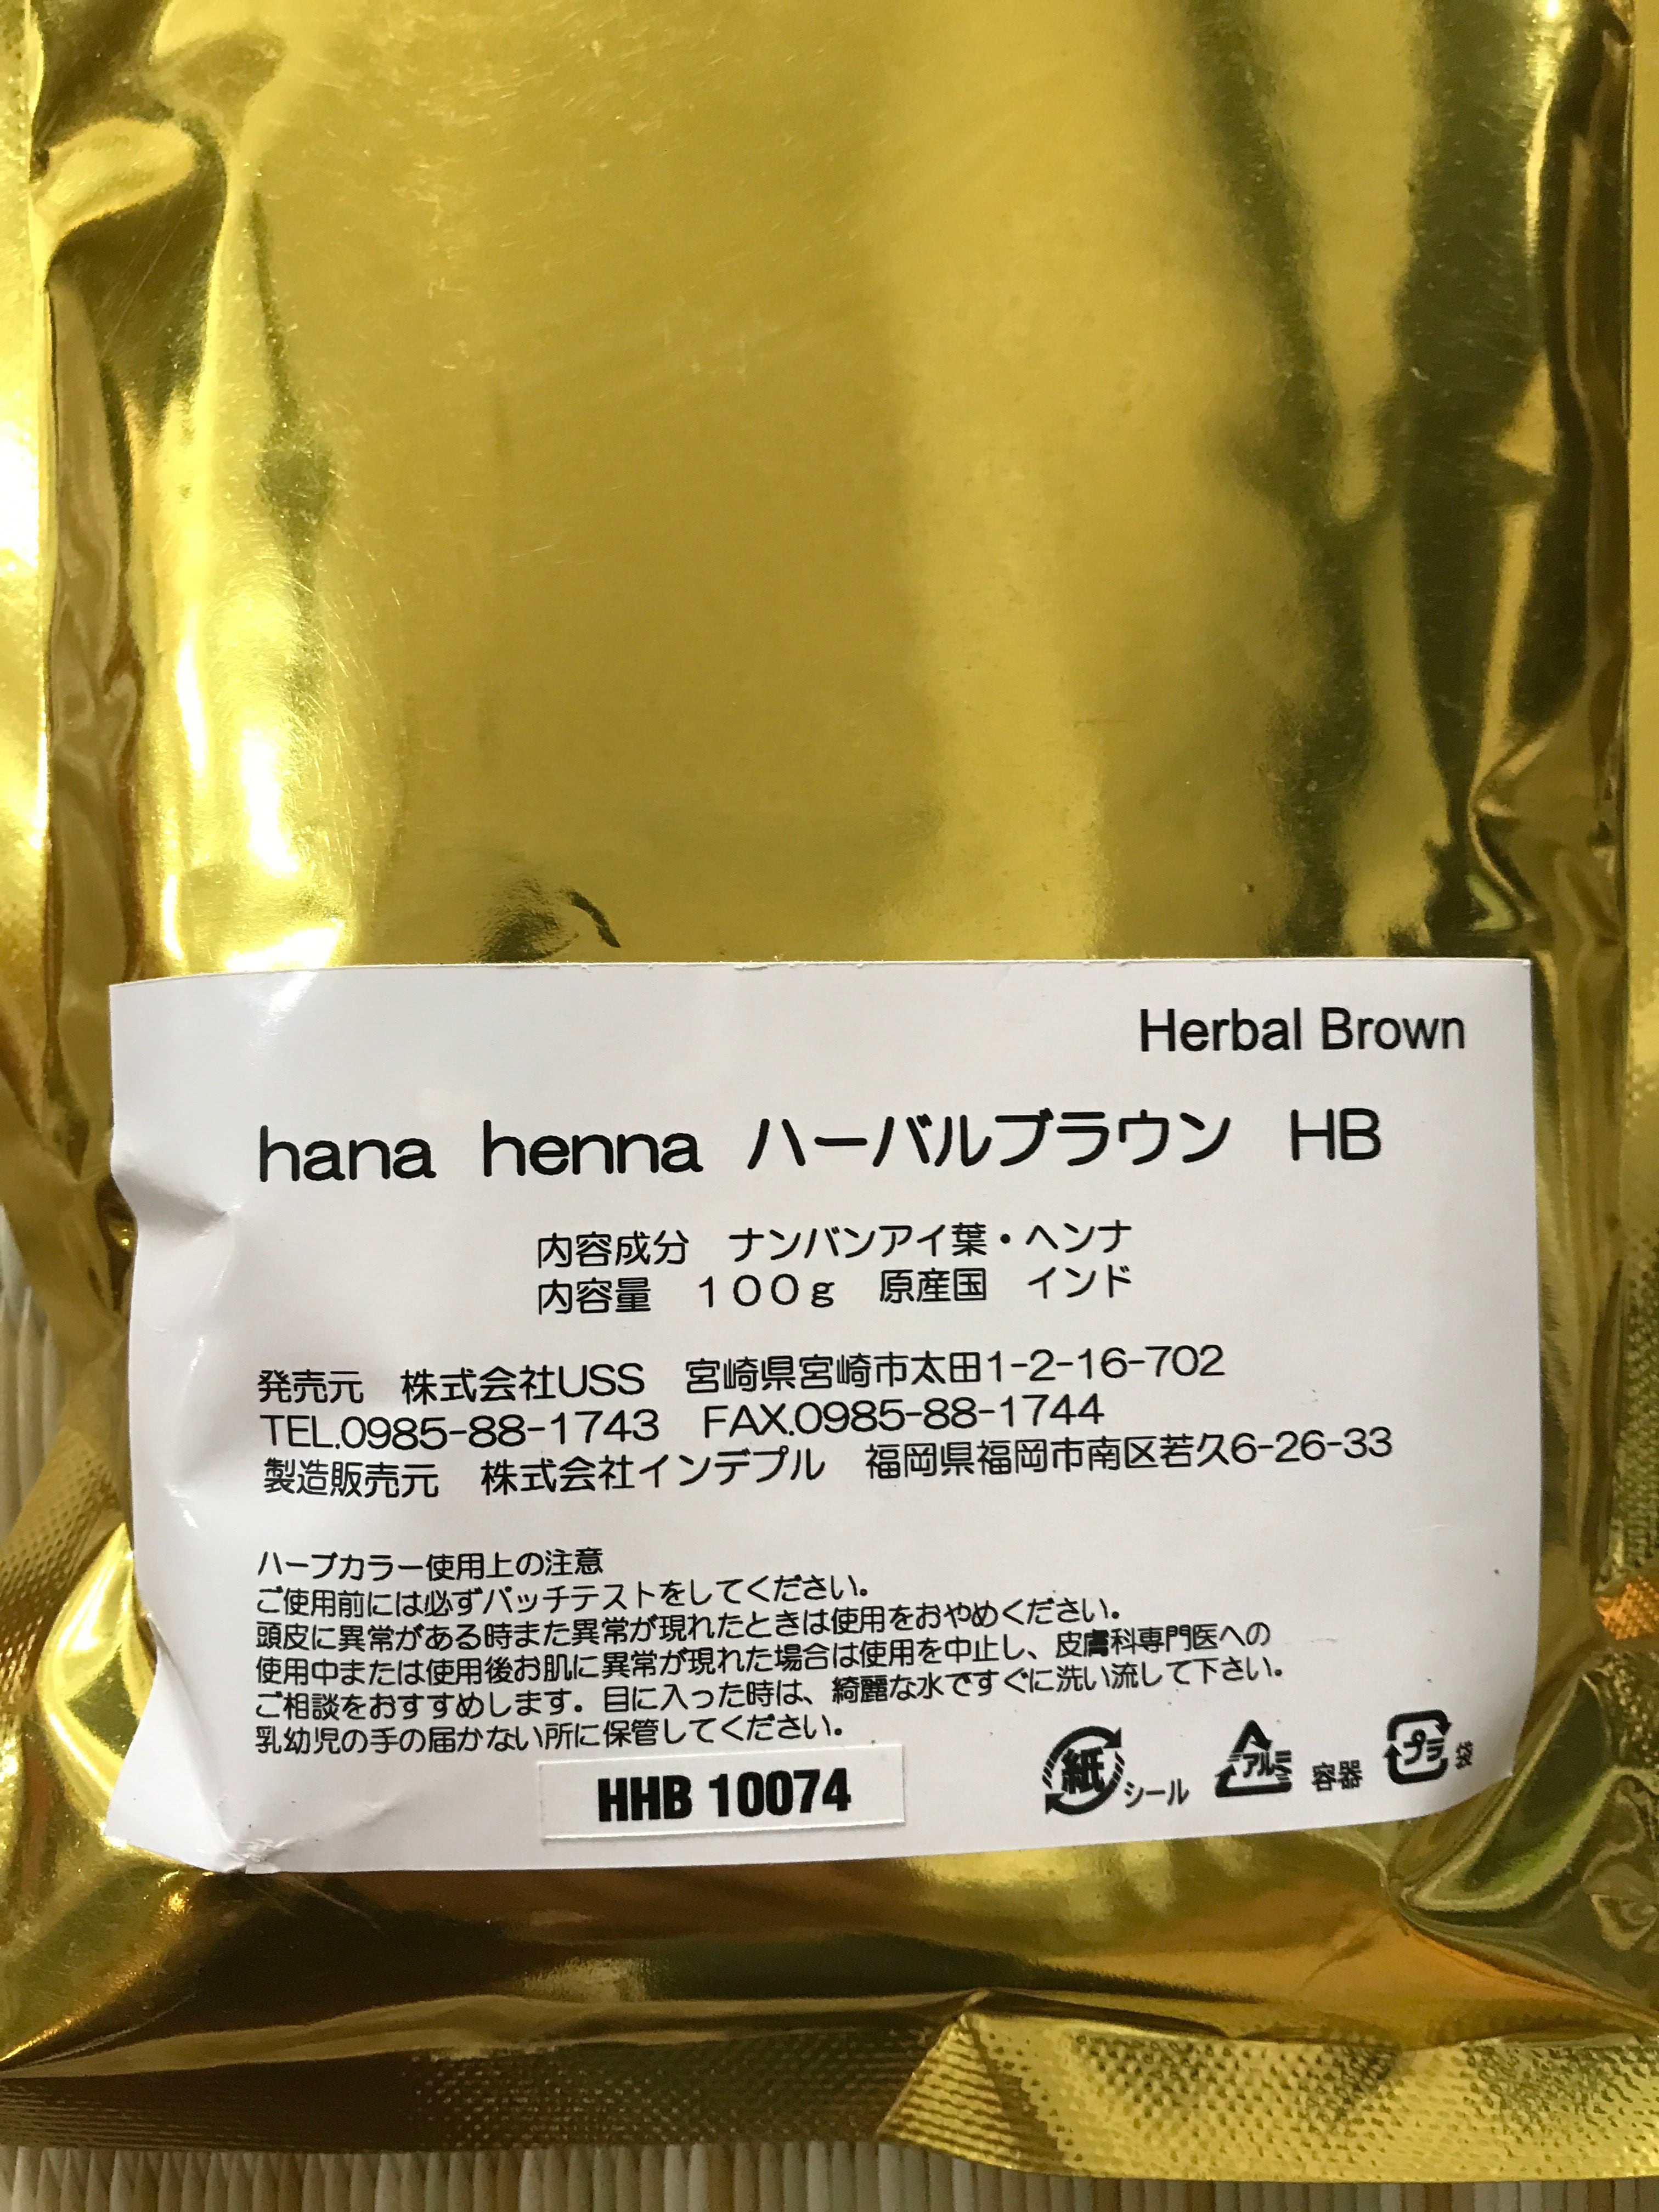 Herbal Brown
hana henna ハーバルブラウン HB
内容成分 ナンバンアイ葉・ヘンナ
内容量 100g 原産国 インド
発売元 株式会社USS 宮崎県宮崎市太田1-2-16-702
TEL.0985-88-1743 FAX.0985-88-1744
製造販売元 株式会社インデプル 福岡県福岡市南区若久6-26-33
ハーブカラー使用上の注意
ご使用前には必ずパッチテストをしてください。
頭皮に異常がある時また異常が現れたときは使用をおやめください。
使用中または使用後お肌に異常が現れた場合は使用を中止し、皮膚科専門医への
ご相談をおすすめします。目に入った時は、綺麗な水ですぐに洗い流して下さい。
乳幼児の手の届かない所に保管してください。
HHB 10074
紙 シール アルミ 容器 プラ 袋